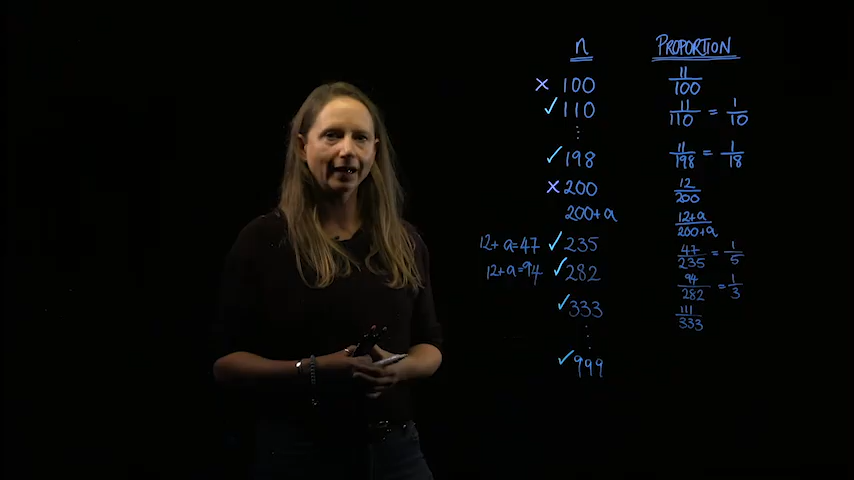 n PROPORTION
× 100 11/100
✓ 110 11/110 = 1/10
⋮
✓ 198 11/198 = 1/18
× 200 12/200
200+a 12+a/200+a
12+a=47 ✓ 235 47/235 = 1/5
12+a=94 ✓ 282 94/282 = 1/3
✓ 333 111/333
⋮
✓ 999